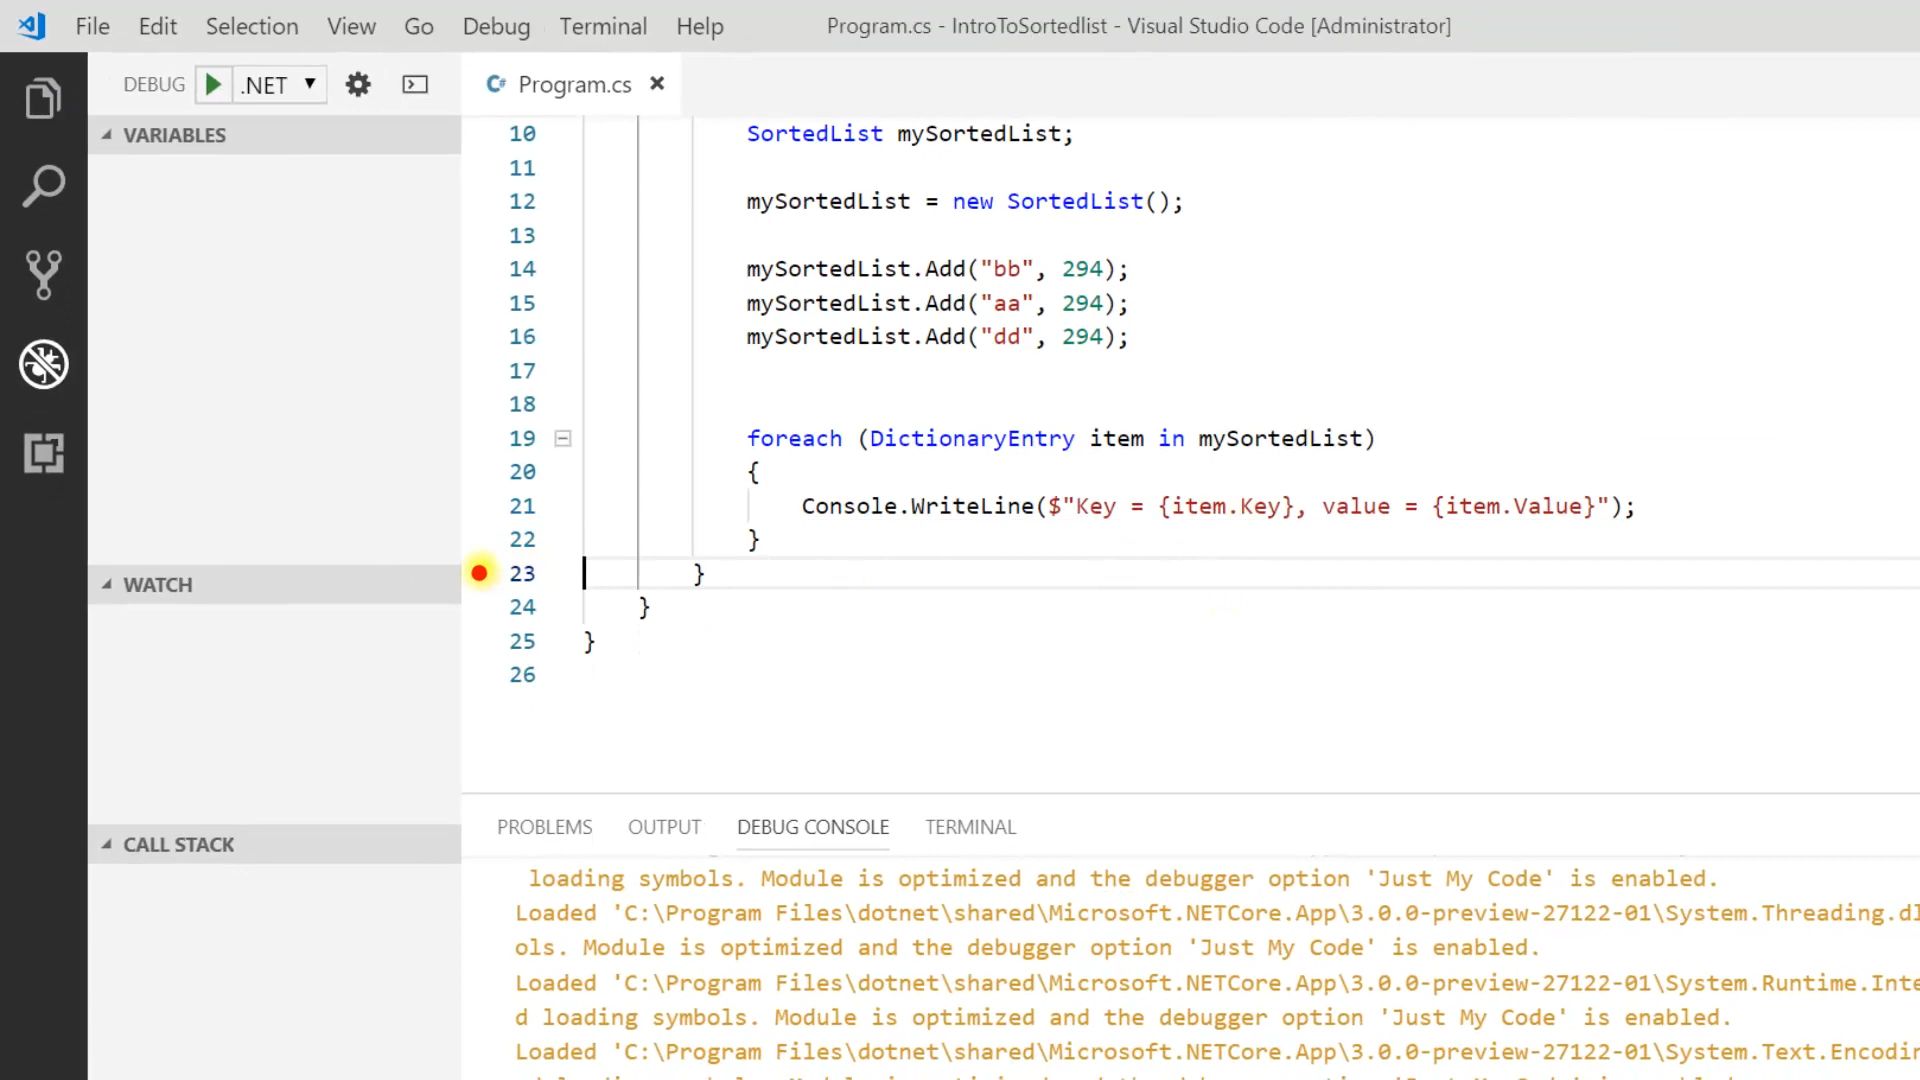 File Edit Selection View Go Debug Terminal Help Program.cs - IntroToSortedlist - Visual Studio Code [Administrator]
DEBUG .NET
Program.cs
VARIABLES
WATCH
CALL STACK
10 SortedList mySortedList;
11
12 mySortedList = new SortedList();
13
14 mySortedList.Add("bb", 294);
15 mySortedList.Add("aa", 294);
16 mySortedList.Add("dd", 294);
17
18
19 foreach (DictionaryEntry item in mySortedList)
20 {
21 Console.WriteLine($"Key = {item.Key}, value = {item.Value}");
22 }
23 }
24 }
25 }
26
PROBLEMS OUTPUT DEBUG CONSOLE TERMINAL
loading symbols. Module is optimized and the debugger option 'Just My Code' is enabled.
Loaded 'C:\Program Files\dotnet\shared\Microsoft.NETCore.App\3.0.0-preview-27122-01\System.Threading.dl
ols. Module is optimized and the debugger option 'Just My Code' is enabled.
Loaded 'C:\Program Files\dotnet\shared\Microsoft.NETCore.App\3.0.0-preview-27122-01\System.Runtime.Inte
d loading symbols. Module is optimized and the debugger option 'Just My Code' is enabled.
Loaded 'C:\Program Files\dotnet\shared\Microsoft.NETCore.App\3.0.0-preview-27122-01\System.Text.Encodin